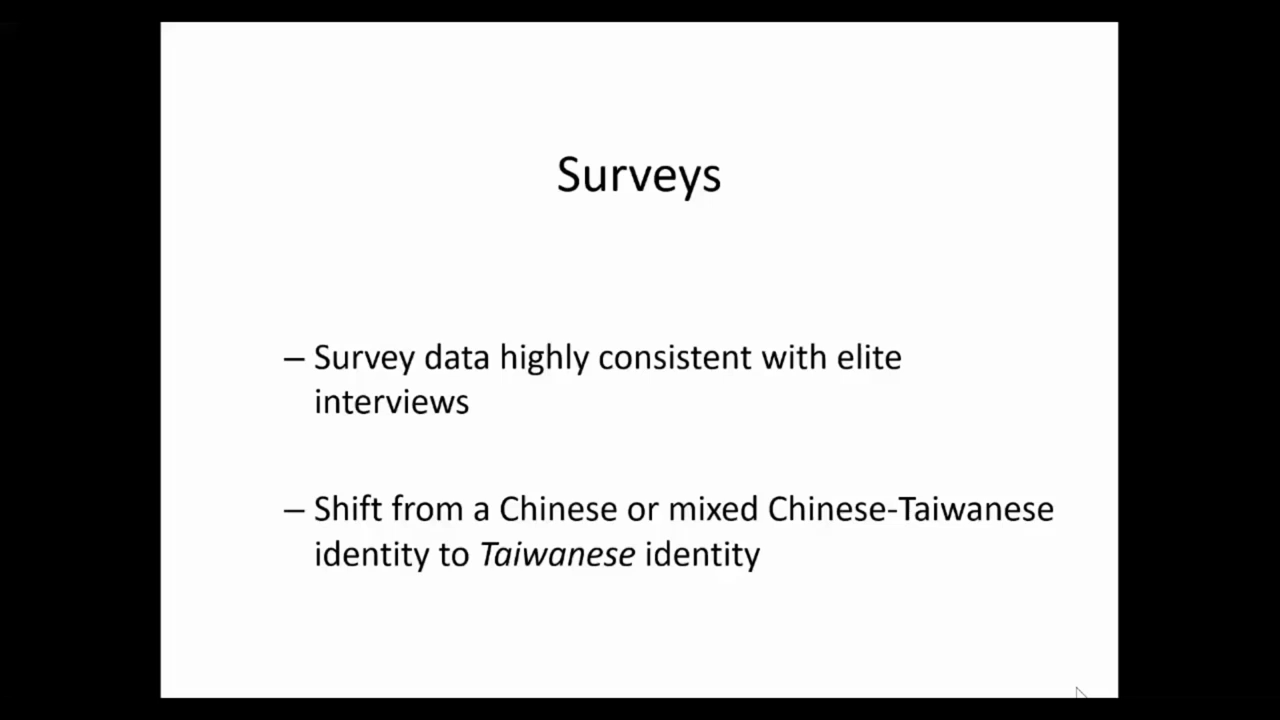 Surveys
– Survey data highly consistent with elite
interviews
– Shift from a Chinese or mixed Chinese-Taiwanese
identity to Taiwanese identity